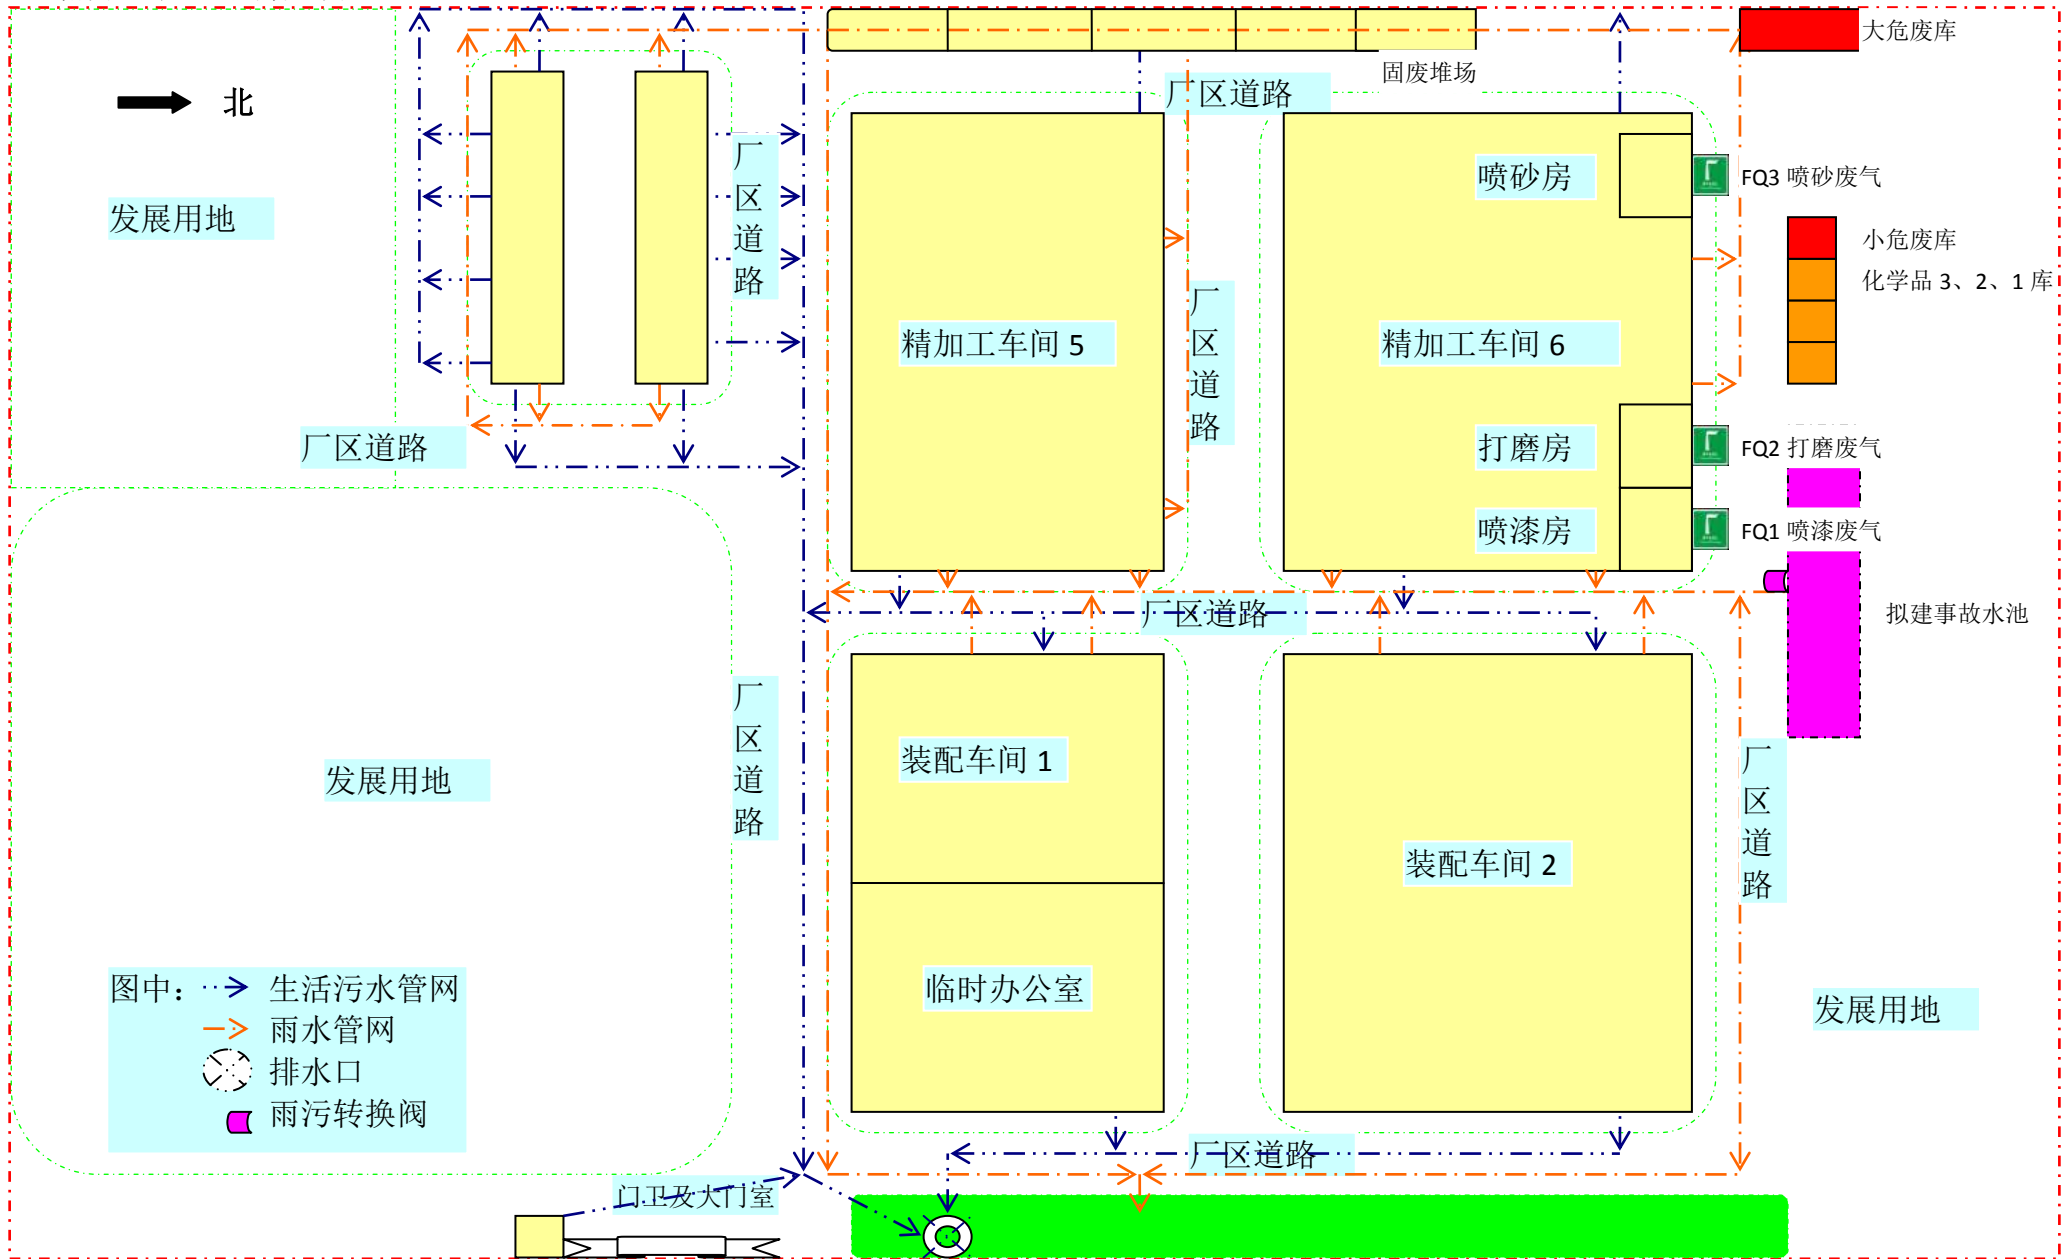 大危废库
固废堆场
厂区道路
北
厂区道路
喷砂房
FQ3 喷砂废气
发展用地
小危废库
化学品 3、2、1 库
厂区道路
精加工车间 5
精加工车间 6
厂区道路
打磨房
FQ2 打磨废气
喷漆房
FQ1 喷漆废气
厂区道路
拟建事故水池
厂区道路
装配车间 1
发展用地
厂区道路
装配车间 2
临时办公室
图中：
生活污水管网
雨水管网
排水口
雨污转换阀
发展用地
厂区道路
门卫及大门室